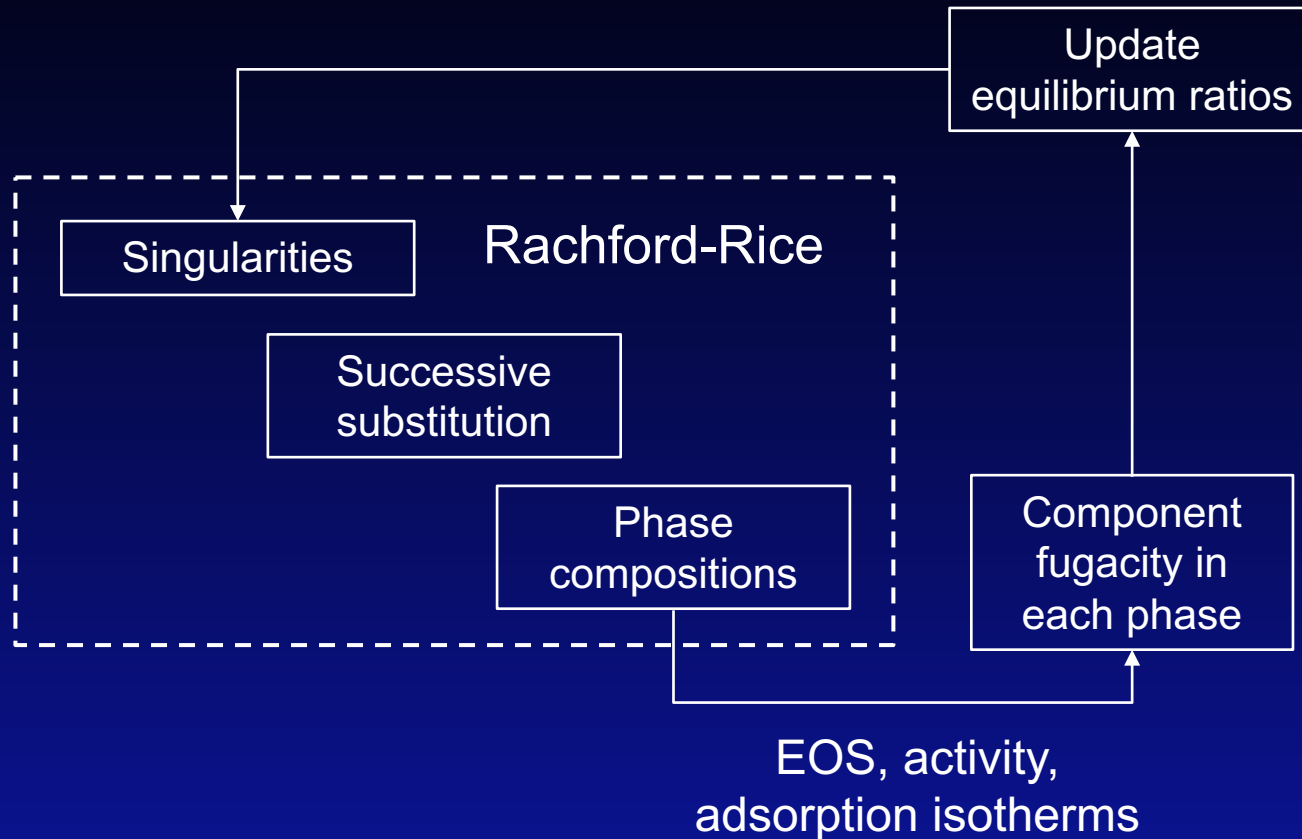 Update
equilibrium ratios
Singularities
Rachford-Rice
Successive
substitution
Phase
compositions
Component
fugacity in
each phase
EOS, activity,
adsorption isotherms